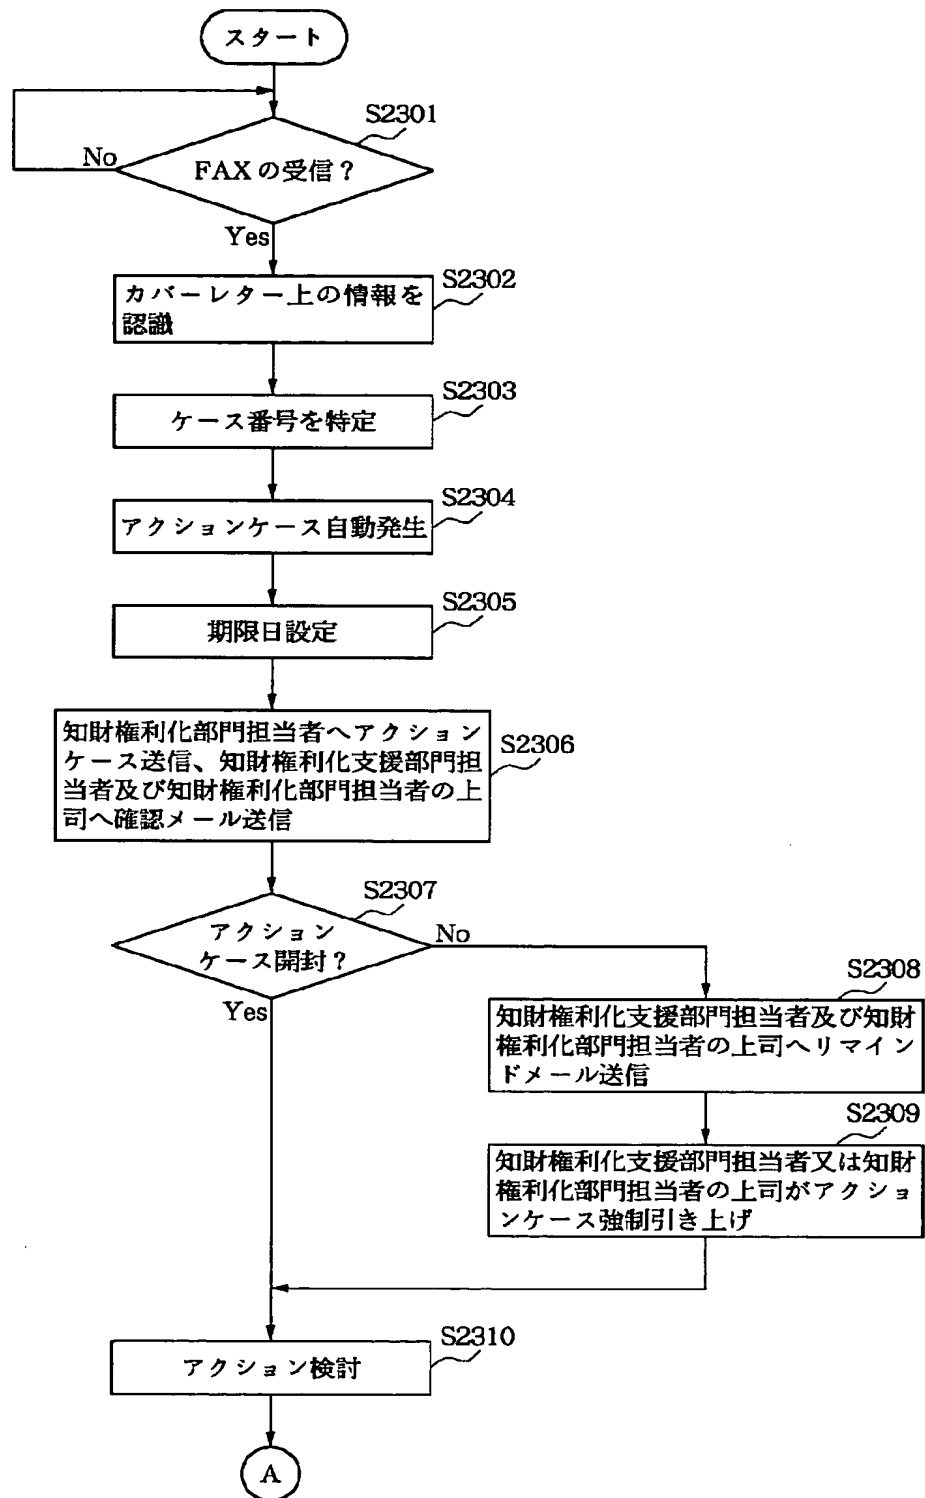 スタート
S2301
No
FAXの受信?
Yes
S2302
カバーレター上の情報を
認識
S2303
ケース番号を特定
S2304
アクションケース自動発生
S2305
期限日設定
S2306
知財権利化部門担当者へアクション
ケース送信、知財権利化支援部門担
当者及び知財権利化部門担当者の上
司へ確認メール送信
S2307
アクション
ケース開封?
No
Yes
S2308
知財権利化支援部門担当者及び知財
権利化部門担当者の上司へリマイン
ドメール送信
S2309
知財権利化支援部門担当者又は知財
権利化部門担当者の上司がアクショ
ンケース強制引き上げ
S2310
アクション検討
A